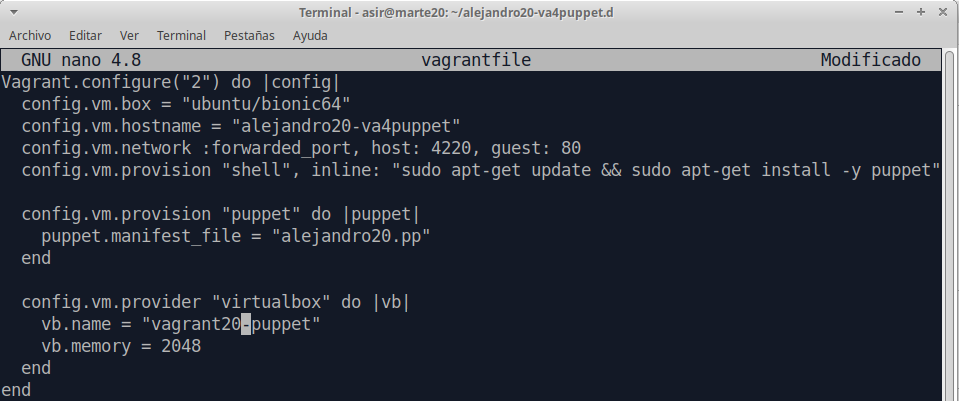 Terminal - asir@marte20: ~/alejandro20-va4puppet.d
Archivo Editar Ver Terminal Pestañas Ayuda
GNU nano 4.8 vagrantfile Modificado
Vagrant.configure("2") do |config|
  config.vm.box = "ubuntu/bionic64"
  config.vm.hostname = "alejandro20-va4puppet"
  config.vm.network :forwarded_port, host: 4220, guest: 80
  config.vm.provision "shell", inline: "sudo apt-get update && sudo apt-get install -y puppet"
  config.vm.provision "puppet" do |puppet|
    puppet.manifest_file = "alejandro20.pp"
  end
  config.vm.provider "virtualbox" do |vb|
    vb.name = "vagrant20-puppet"
    vb.memory = 2048
  end
end